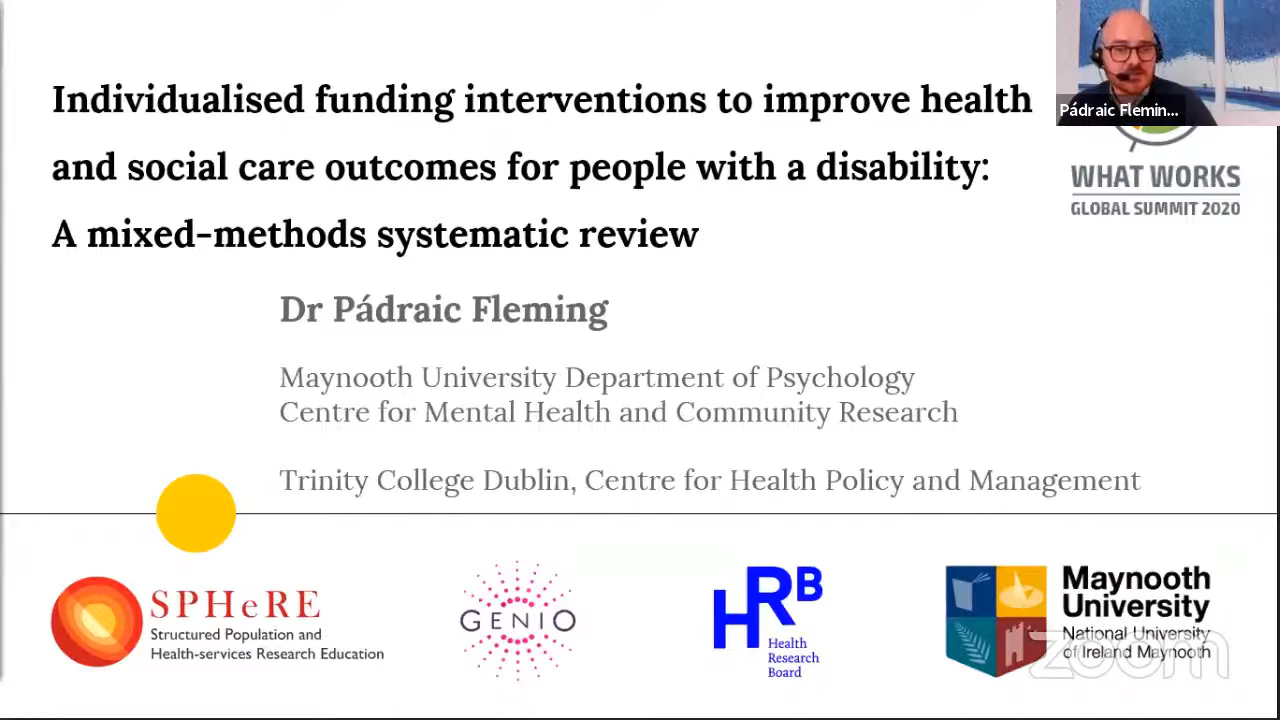 Individualised funding interventions to improve health
and social care outcomes for people with a disability:
A mixed-methods systematic review
Pádraic Flemin...
WHAT WORKS
GLOBAL SUMMIT 2020
Dr Pádraic Fleming
Maynooth University Department of Psychology
Centre for Mental Health and Community Research
Trinity College Dublin, Centre for Health Policy and Management
SPHeRE
Structured Population and
Health-services Research Education
GENIO
HRB
Health
Research
Board
Maynooth
University
National University
of Ireland Maynooth
zoom